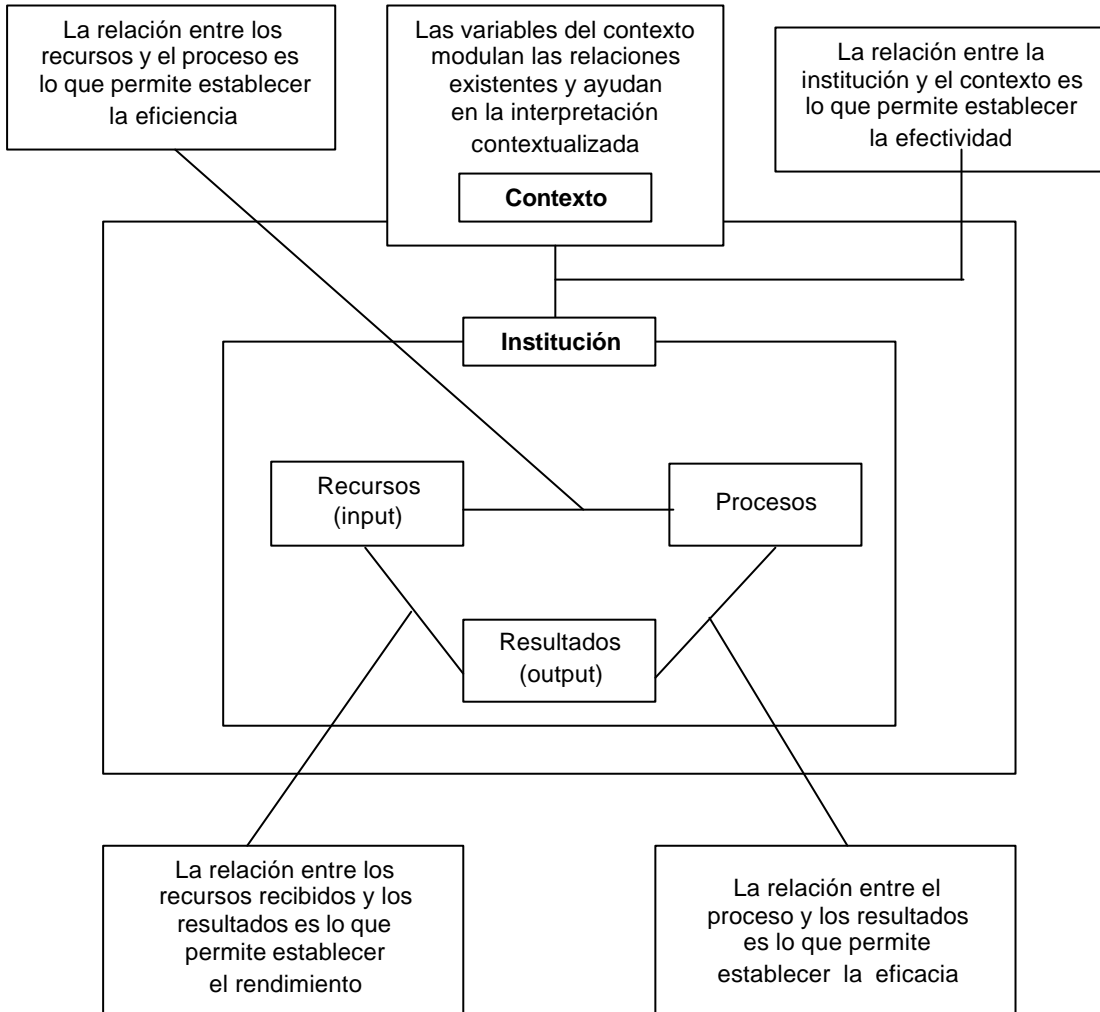 La relación entre los
recursos y el proceso es
lo que permite establecer
la eficiencia
Las variables del contexto
modulan las relaciones
existentes y ayudan
en la interpretación
contextualizada
Contexto
La relación entre la
institución y el contexto es
lo que permite establecer
la efectividad
Institución
Recursos
(input)
Procesos
Resultados
(output)
La relación entre los
recursos recibidos y los
resultados es lo que
permite establecer
el rendimiento
La relación entre el
proceso y los resultados
es lo que permite
establecer la eficacia